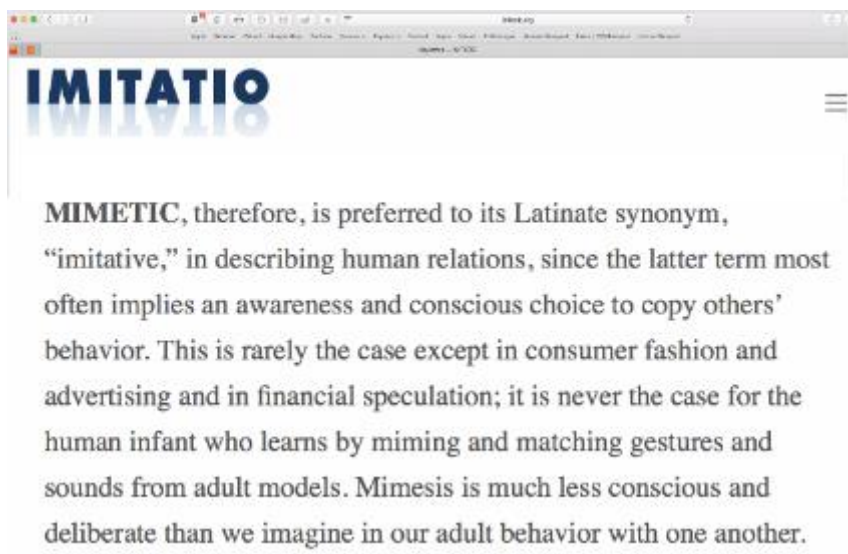 IMITATIO
MIMETIC, therefore, is preferred to its Latinate synonym,
“imitative,” in describing human relations, since the latter term most
often implies an awareness and conscious choice to copy others’
behavior. This is rarely the case except in consumer fashion and
advertising and in financial speculation; it is never the case for the
human infant who learns by miming and matching gestures and
sounds from adult models. Mimesis is much less conscious and
deliberate than we imagine in our adult behavior with one another.